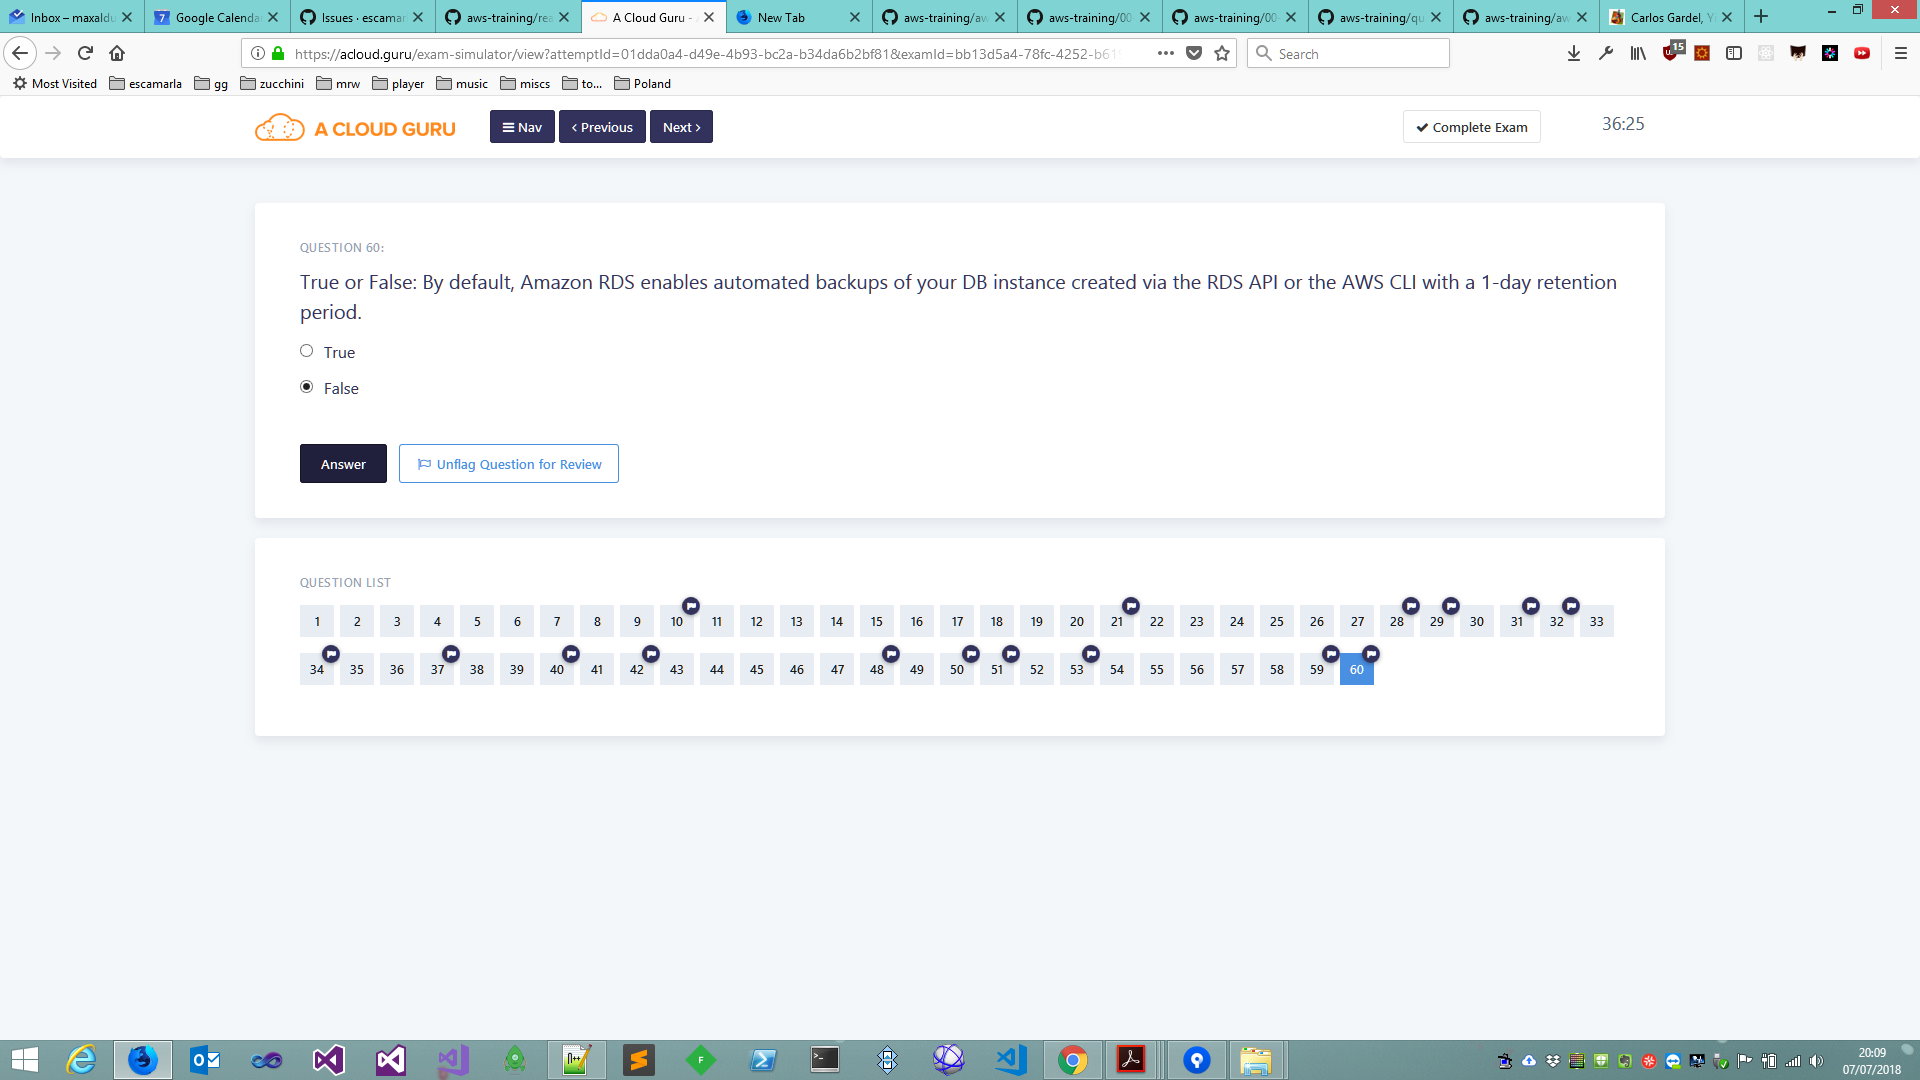 Inbox – maxaldu
Google Calenda
Issues · escamar
aws-training/rea
A Cloud Guru - A
New Tab
aws-training/aw
aws-training/00
aws-training/00
aws-training/qu
aws-training/aw
Carlos Gardel, Y
https://acloud.guru/exam-simulator/view?attemptId=01dda0a4-d49e-4b93-bc2a-b34da6b2bf81&examId=bb13d5a4-78fc-4252-b61
Search
15
Most Visited
escamarla
gg
zucchini
mrw
player
music
miscs
to...
Poland
A CLOUD GURU
Nav
Previous
Next
Complete Exam
36:25
QUESTION 60:
True or False: By default, Amazon RDS enables automated backups of your DB instance created via the RDS API or the AWS CLI with a 1-day retention
period.
True
False
Answer
Unflag Question for Review
QUESTION LIST
1 2 3 4 5 6 7 8 9 10 11 12 13 14 15 16 17 18 19 20 21 22 23 24 25 26 27 28 29 30 31 32 33
34 35 36 37 38 39 40 41 42 43 44 45 46 47 48 49 50 51 52 53 54 55 56 57 58 59 60
20:09
07/07/2018